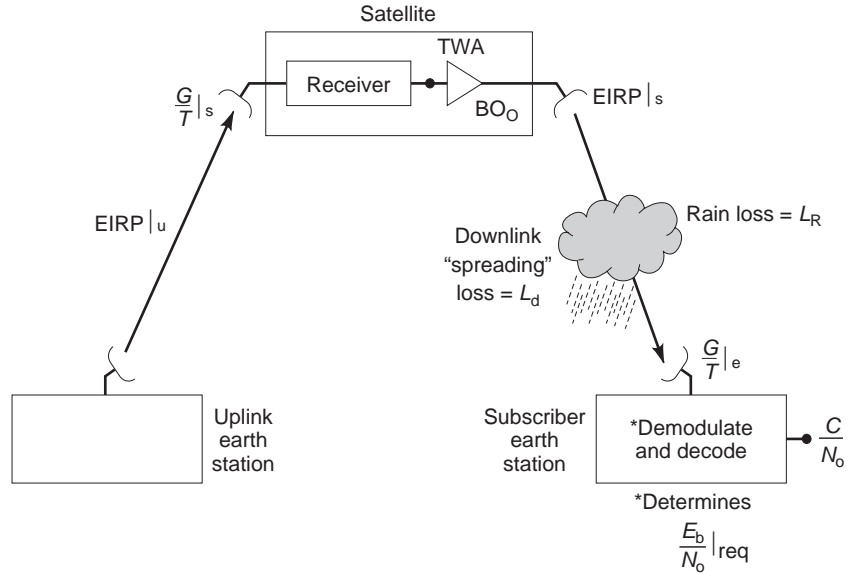 Satellite
TWA
Receiver
BO_O
G/T|s
EIRP|s
EIRP|u
Rain loss = L_R
Downlink
“spreading”
loss = L_d
G/T|e
Uplink
earth
station
Subscriber
earth
station
*Demodulate
and decode
C/N_o
*Determines
E_b/N_o|req